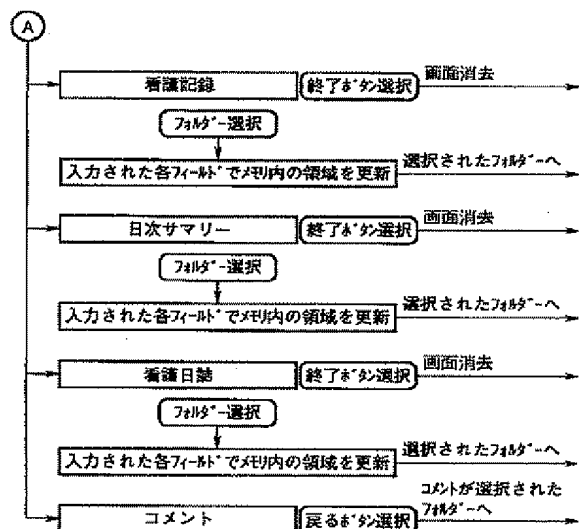 A
看護記録 終了ボタン選択 画面消去
フォルダー選択
入力された各フィールドでメモリ内の領域を更新 選択されたフォルダーへ
日次サマリー 終了ボタン選択 画面消去
フォルダー選択
入力された各フィールドでメモリ内の領域を更新 選択されたフォルダーへ
看護日誌 終了ボタン選択 画面消去
フォルダー選択
入力された各フィールドでメモリ内の領域を更新 選択されたフォルダーへ
コメント 戻るボタン選択 コメントが選択された
フォルダーへ